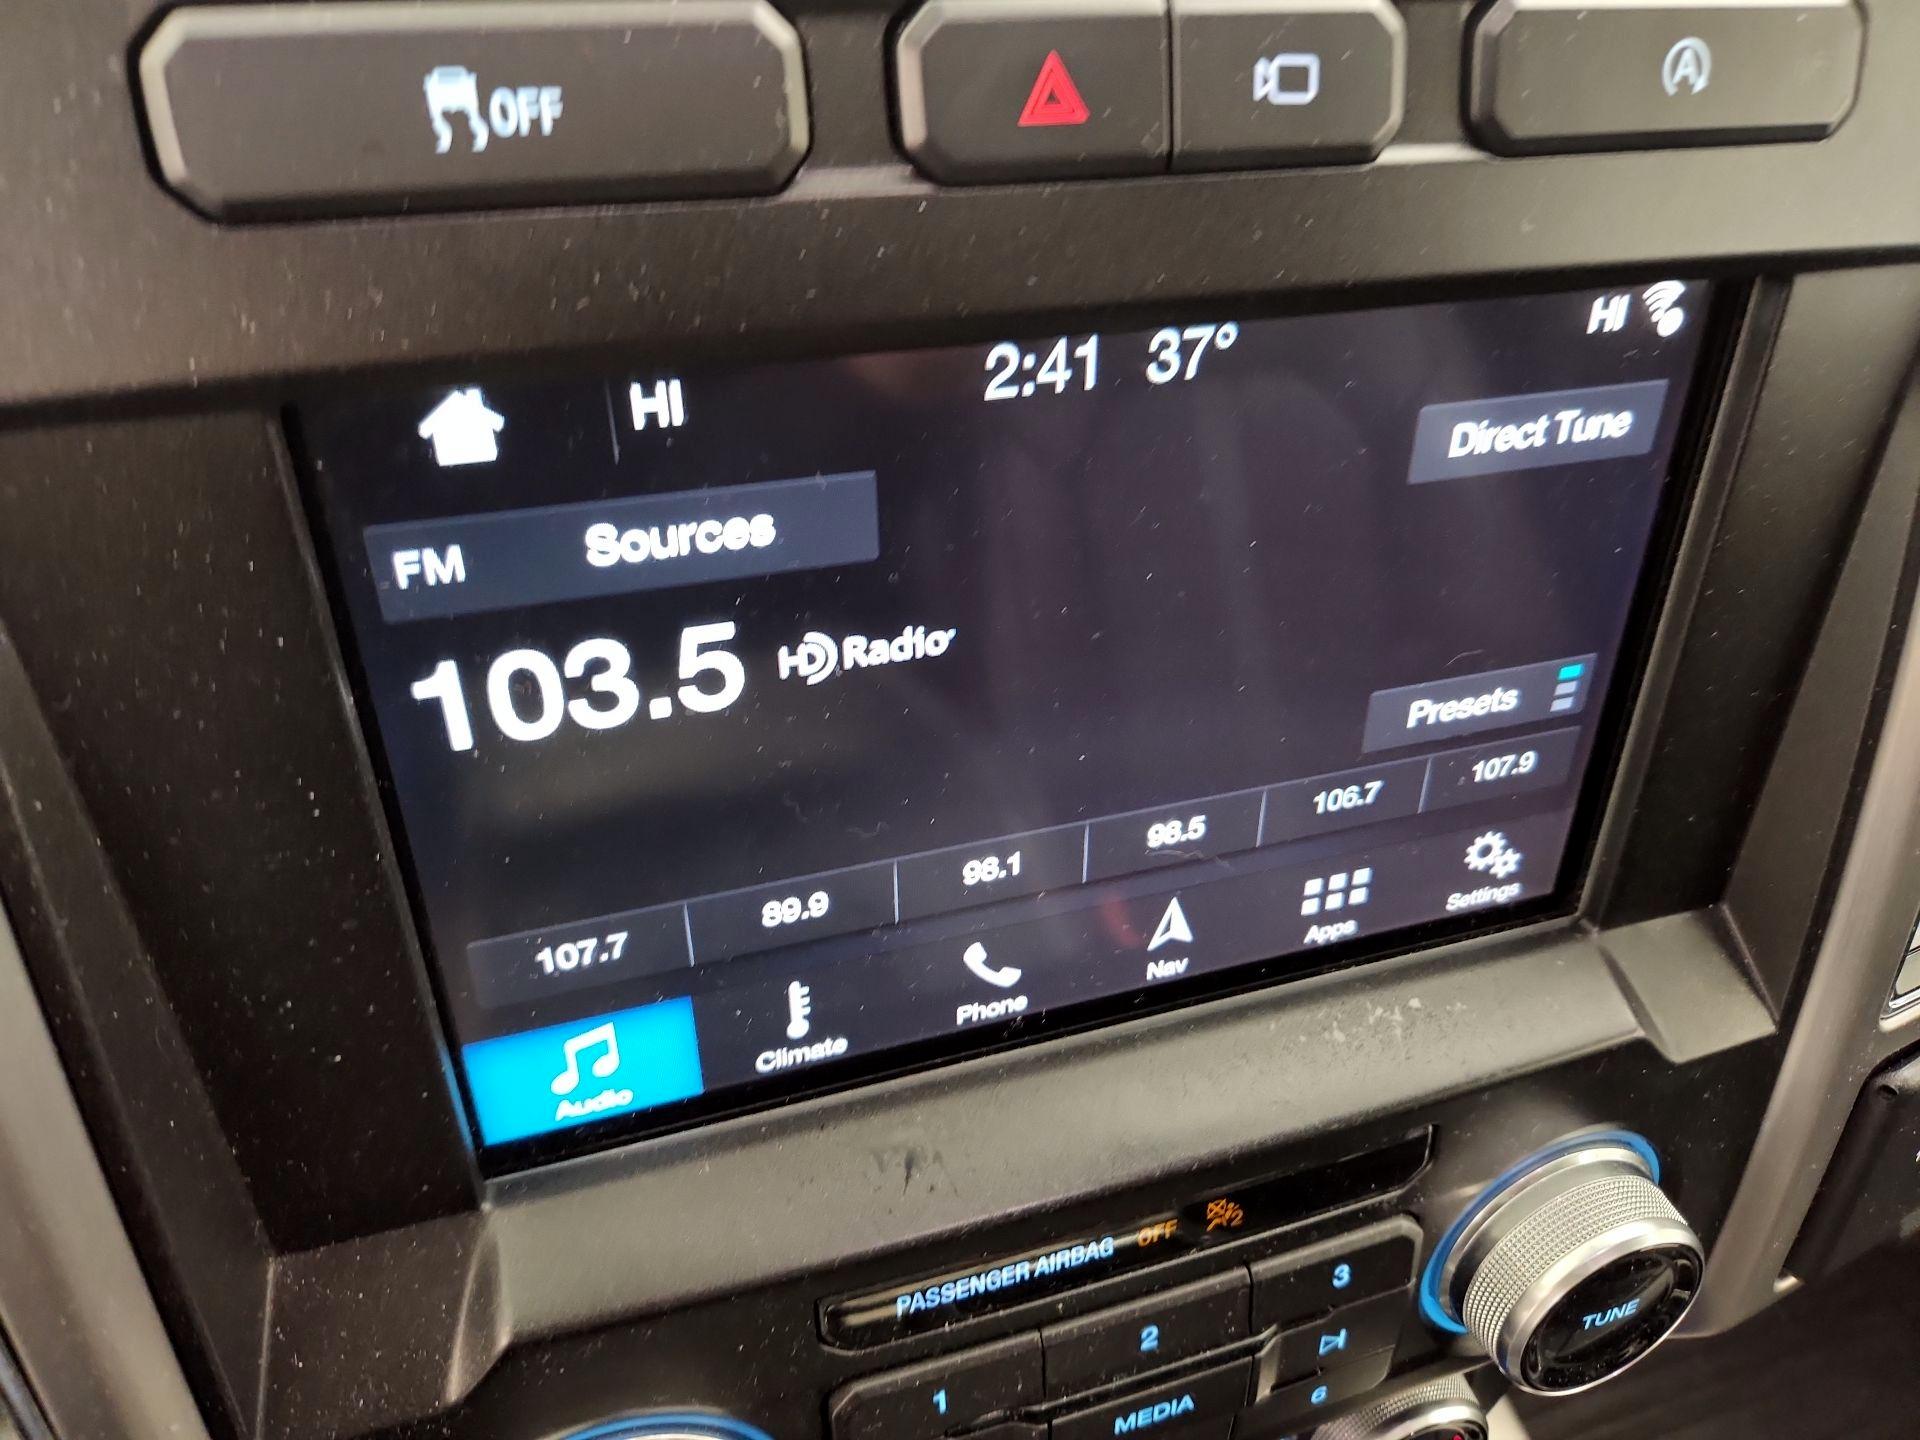 OFF
A
HI 2:41 37° HI
Direct Tune
FM Sources
103.5 HD Radio
Presets
107.7 89.9 98.1 98.5 106.7 107.9
Audio Climate Phone Nav Apps Settings
PASSENGER AIRBAG OFF 2
1 2 3
MEDIA 6
TUNE